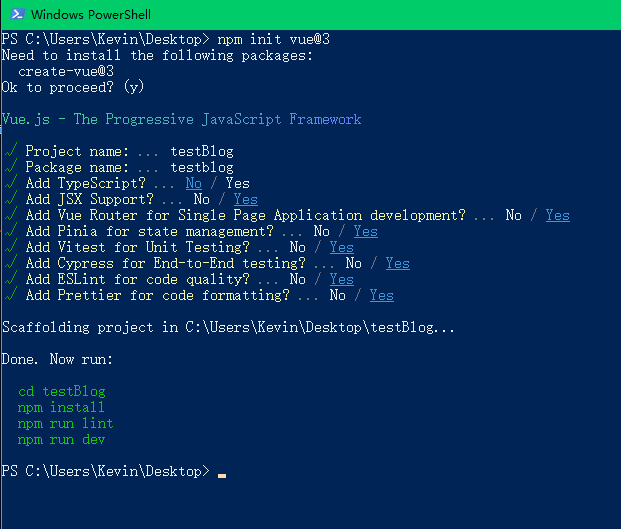 Windows PowerShell
PS C:\Users\Kevin\Desktop> npm init vue@3
Need to install the following packages:
  create-vue@3
Ok to proceed? (y)
Vue.js - The Progressive JavaScript Framework
√ Project name: ... testBlog
√ Package name: ... testblog
√ Add TypeScript? ... No / Yes
√ Add JSX Support? ... No / Yes
√ Add Vue Router for Single Page Application development? ... No / Yes
√ Add Pinia for state management? ... No / Yes
√ Add Vitest for Unit Testing? ... No / Yes
√ Add Cypress for End-to-End testing? ... No / Yes
√ Add ESLint for code quality? ... No / Yes
√ Add Prettier for code formatting? ... No / Yes
Scaffolding project in C:\Users\Kevin\Desktop\testBlog...
Done. Now run:
  cd testBlog
  npm install
  npm run lint
  npm run dev
PS C:\Users\Kevin\Desktop>